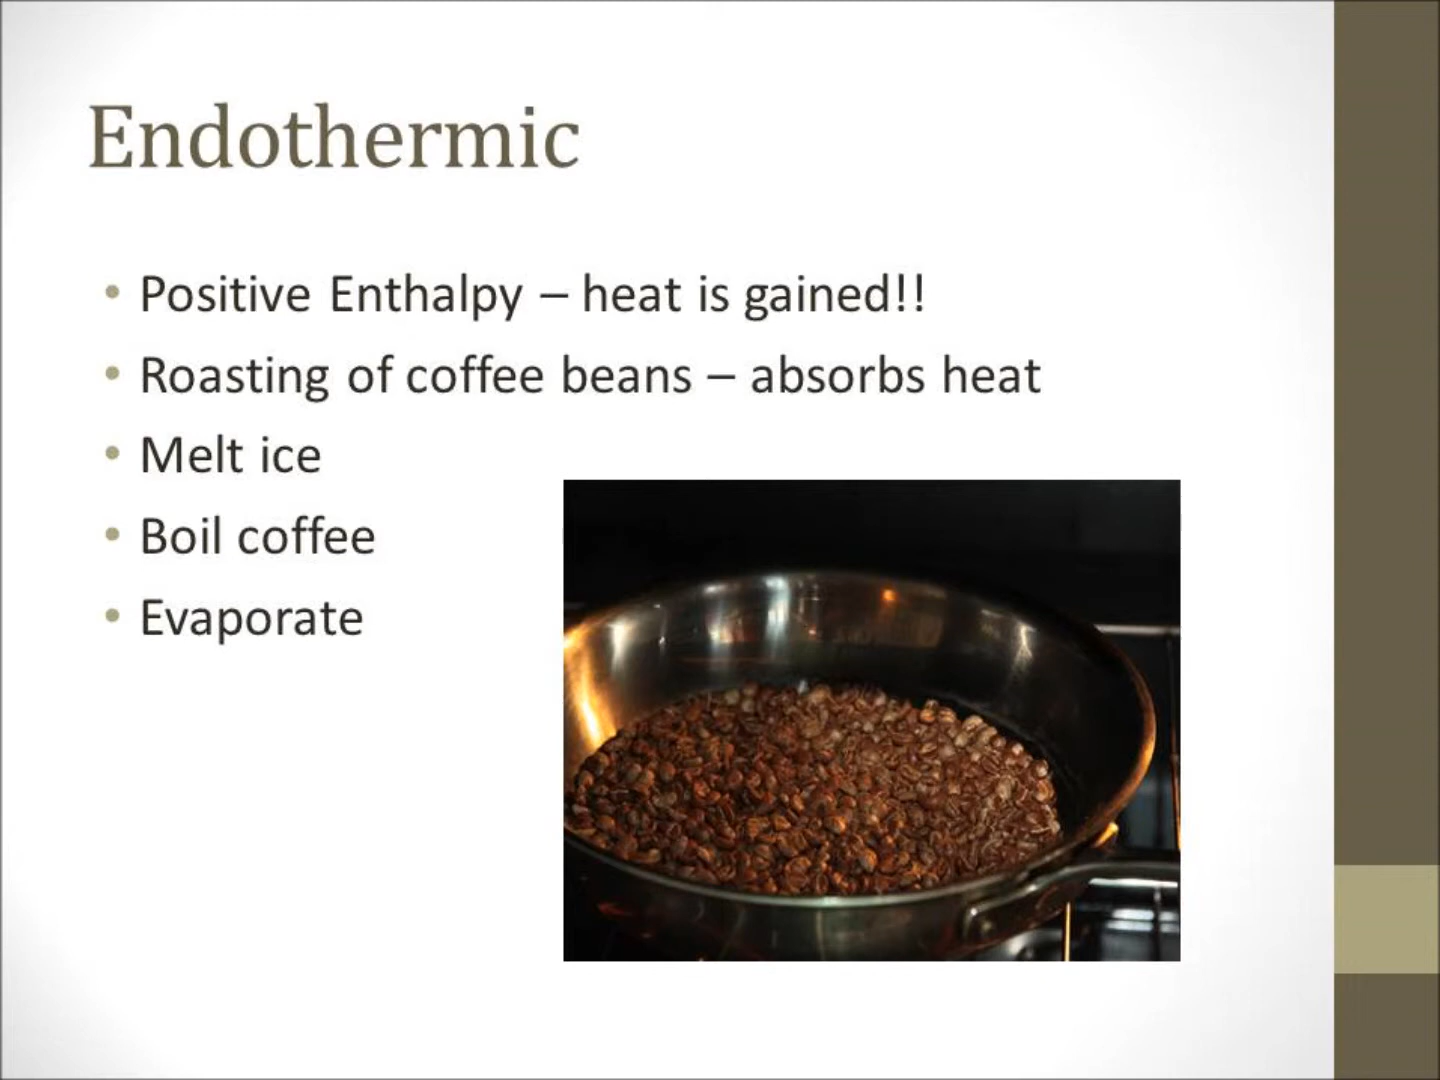 Endothermic
• Positive Enthalpy – heat is gained!!
• Roasting of coffee beans – absorbs heat
• Melt ice
• Boil coffee
• Evaporate